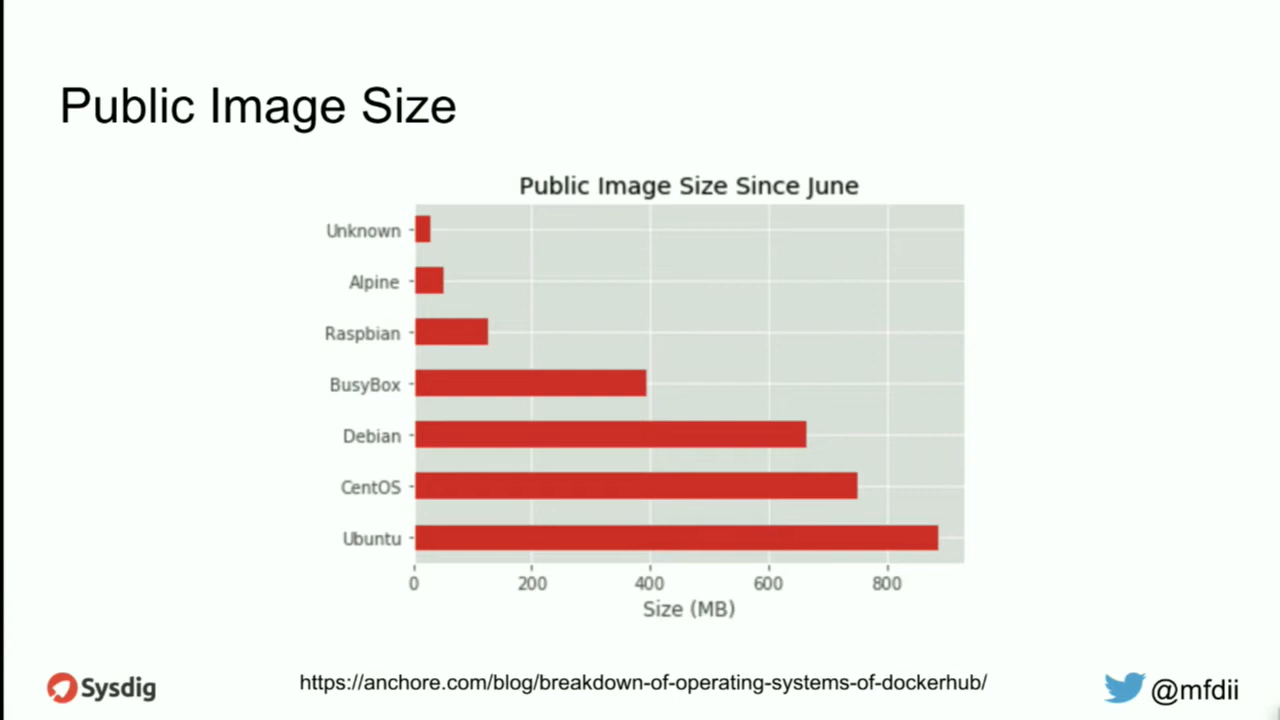 Public Image Size
Public Image Size Since June
Unknown
Alpine
Raspbian
BusyBox
Debian
CentOS
Ubuntu
0 200 400 600 800
Size (MB)
Sysdig
https://anchore.com/blog/breakdown-of-operating-systems-of-dockerhub/
@mfdii